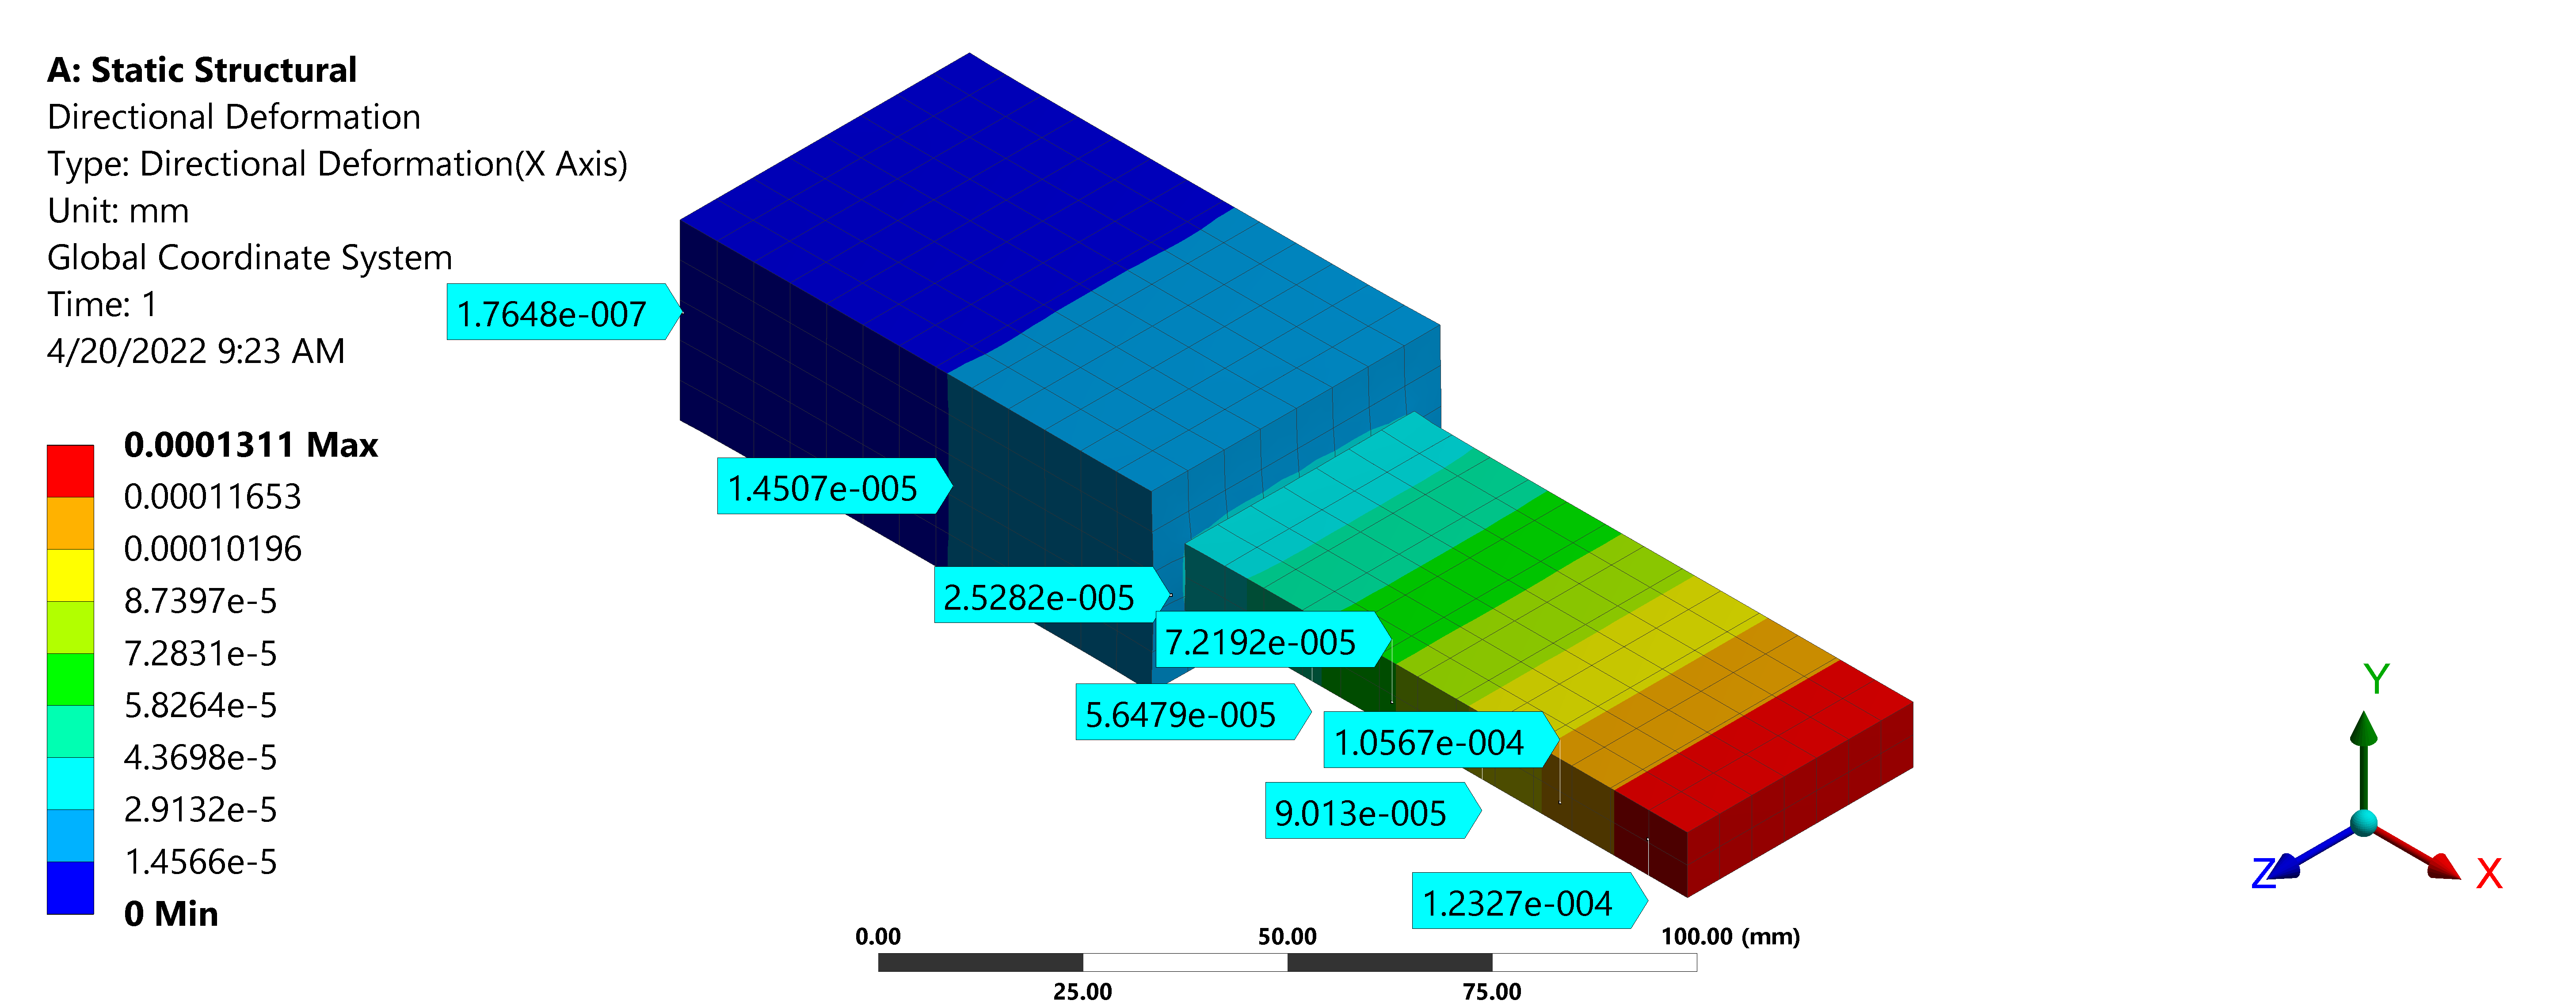 A: Static Structural
Directional Deformation
Type: Directional Deformation(X Axis)
Unit: mm
Global Coordinate System
Time: 1
4/20/2022 9:23 AM
0.0001311 Max
0.00011653
0.00010196
8.7397e-5
7.2831e-5
5.8264e-5
4.3698e-5
2.9132e-5
1.4566e-5
0 Min
1.7648e-007
1.4507e-005
2.5282e-005
7.2192e-005
5.6479e-005
1.0567e-004
9.013e-005
1.2327e-004
0.00 50.00 100.00 (mm)
25.00 75.00
Y
Z X